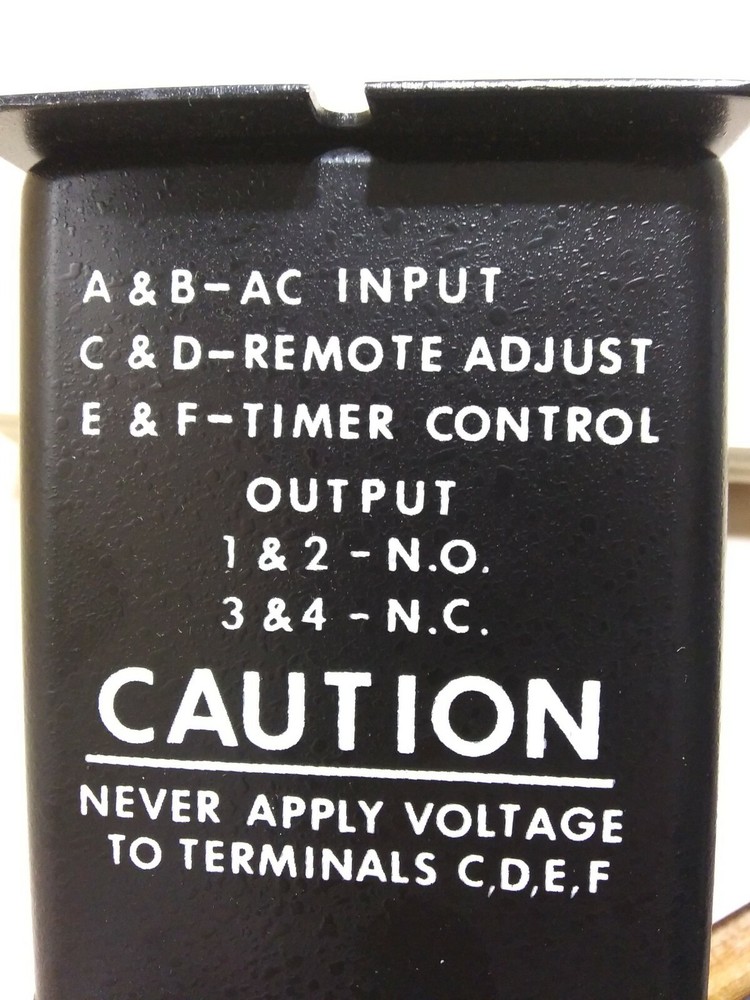 A & B-AC INPUT
C & D-REMOTE ADJUST
E & F-TIMER CONTROL
OUTPUT
1 & 2 - N.O.
3 & 4 - N.C.
CAUTION
NEVER APPLY VOLTAGE
TO TERMINALS C,D,E,F